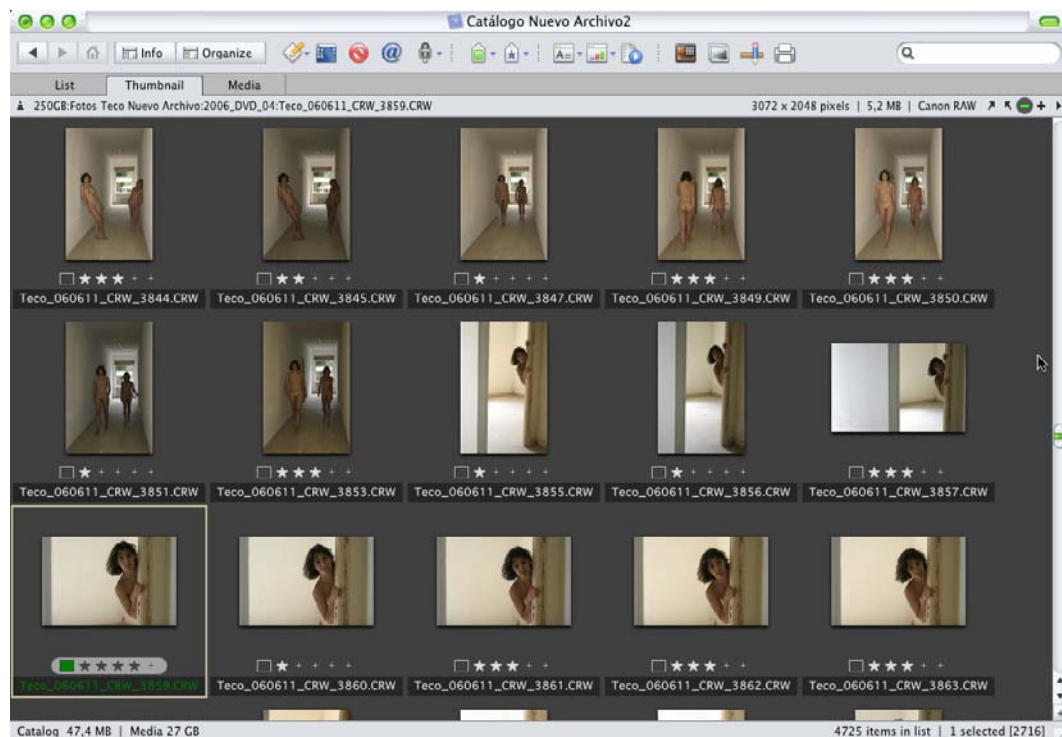 Catálogo Nuevo Archivo2
Info
Organize
List
Thumbnail
Media
250GB:Fotos Teco Nuevo Archivo:2006_DVD_04:Teco_060611_CRW_3859.CRW
3072 x 2048 pixels | 5,2 MB | Canon RAW
Teco_060611_CRW_3844.CRW
Teco_060611_CRW_3845.CRW
Teco_060611_CRW_3847.CRW
Teco_060611_CRW_3849.CRW
Teco_060611_CRW_3850.CRW
Teco_060611_CRW_3851.CRW
Teco_060611_CRW_3853.CRW
Teco_060611_CRW_3855.CRW
Teco_060611_CRW_3856.CRW
Teco_060611_CRW_3857.CRW
Teco_060611_CRW_3859.CRW
Teco_060611_CRW_3860.CRW
Teco_060611_CRW_3861.CRW
Teco_060611_CRW_3862.CRW
Teco_060611_CRW_3863.CRW
Catalog 47,4 MB | Media 27 GB
4725 items in list | 1 selected [2716]